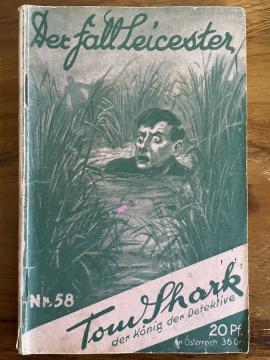 Der Fall Leicester
Nr. 58
Tom Shark
der König der Detektive
20 Pf.
In Österreich 36 Gr.